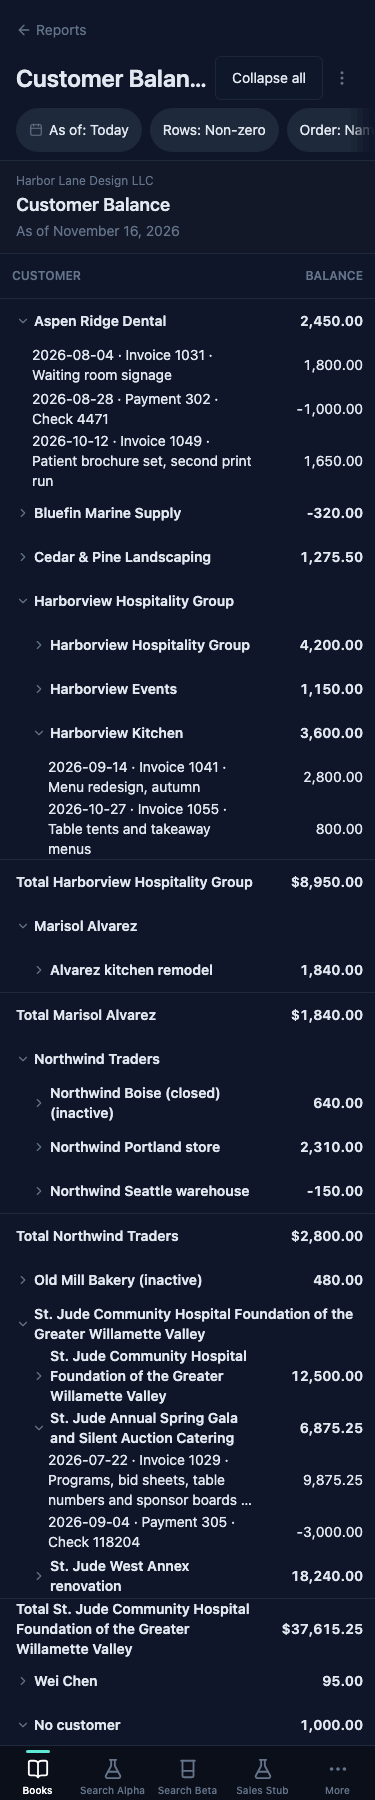 Reports
Customer Balan...
Collapse all
As of: Today
Rows: Non-zero
Order: Nam
Harbor Lane Design LLC
Customer Balance
As of November 16, 2026
CUSTOMER BALANCE
Aspen Ridge Dental 2,450.00
2026-08-04 · Invoice 1031 ·
Waiting room signage
1,800.00
2026-08-28 · Payment 302 ·
Check 4471
-1,000.00
2026-10-12 · Invoice 1049 ·
Patient brochure set, second print
run
1,650.00
Bluefin Marine Supply -320.00
Cedar & Pine Landscaping 1,275.50
Harborview Hospitality Group
Harborview Hospitality Group 4,200.00
Harborview Events 1,150.00
Harborview Kitchen 3,600.00
2026-09-14 · Invoice 1041 ·
Menu redesign, autumn
2,800.00
2026-10-27 · Invoice 1055 ·
Table tents and takeaway
menus
800.00
Total Harborview Hospitality Group $8,950.00
Marisol Alvarez
Alvarez kitchen remodel 1,840.00
Total Marisol Alvarez $1,840.00
Northwind Traders
Northwind Boise (closed)
(inactive)
640.00
Northwind Portland store 2,310.00
Northwind Seattle warehouse -150.00
Total Northwind Traders $2,800.00
Old Mill Bakery (inactive) 480.00
St. Jude Community Hospital Foundation of the
Greater Willamette Valley
St. Jude Community Hospital
Foundation of the Greater
Willamette Valley
12,500.00
St. Jude Annual Spring Gala
and Silent Auction Catering
6,875.25
2026-07-22 · Invoice 1029 ·
Programs, bid sheets, table
numbers and sponsor boards ...
9,875.25
2026-09-04 · Payment 305 ·
Check 118204
-3,000.00
St. Jude West Annex
renovation
18,240.00
Total St. Jude Community Hospital
Foundation of the Greater
Willamette Valley
$37,615.25
Wei Chen 95.00
No customer 1,000.00
Books
Search Alpha
Search Beta
Sales Stub
More